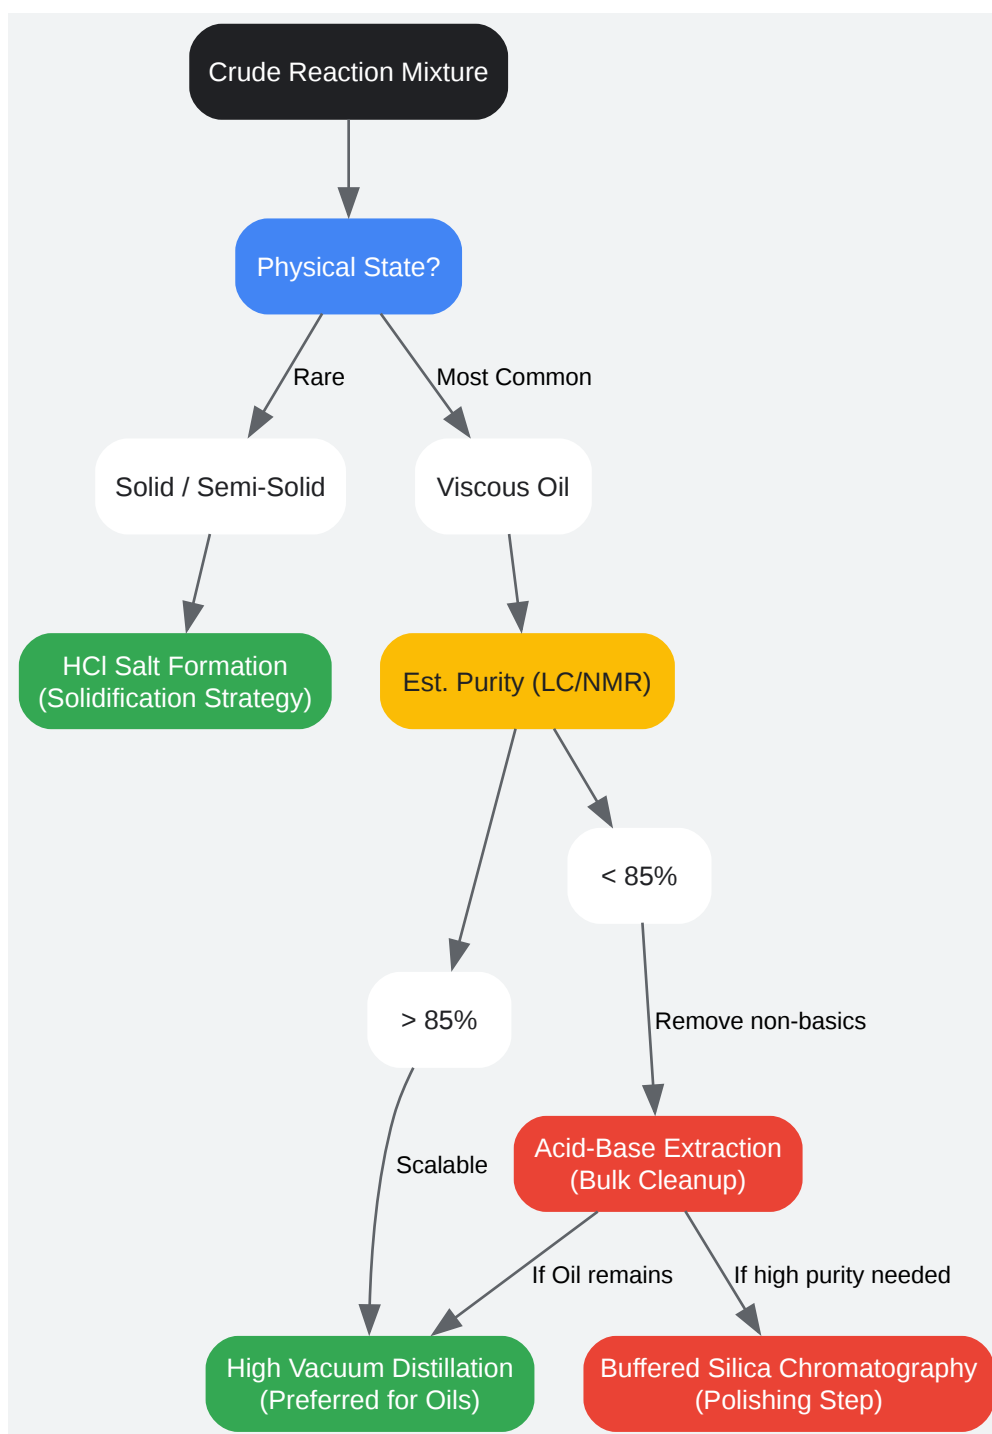 Crude Reaction Mixture
Physical State?
Rare
Most Common
Solid / Semi-Solid
Viscous Oil
HCl Salt Formation
(Solidification Strategy)
Est. Purity (LC/NMR)
< 85%
> 85%
Remove non-basics
Acid-Base Extraction
(Bulk Cleanup)
Scalable
If Oil remains
If high purity needed
High Vacuum Distillation
(Preferred for Oils)
Buffered Silica Chromatography
(Polishing Step)